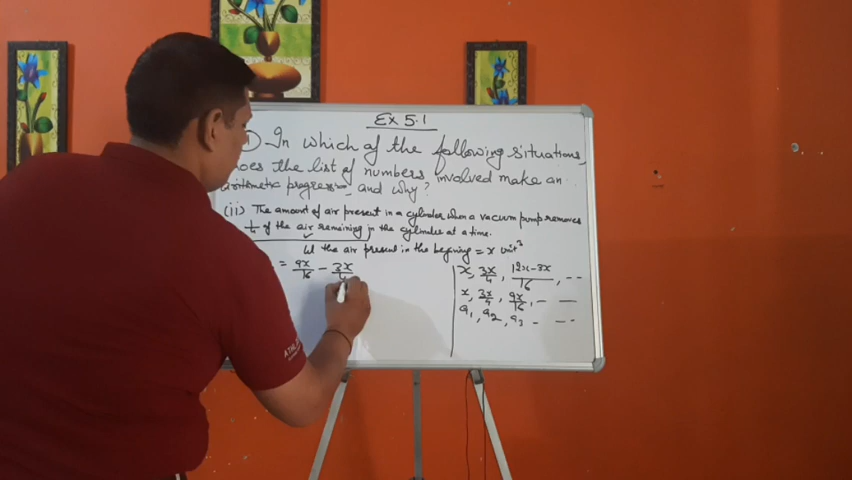 Ex 5.1
) In which of the following situations,
does the list of numbers involved make an
arithmetic progression, and why?
(ii) The amount of air present in a cylinder when a vacuum pump removes
1/4 of the air remaining in the cylinder at a time.
let the air present in the begining = x unit³
= 9x/16 - 3x/4
x, 3x/4, 12x-3x/16, --
x, 3x/4, 9x/16, - -
a₁, a₂, a₃ - --